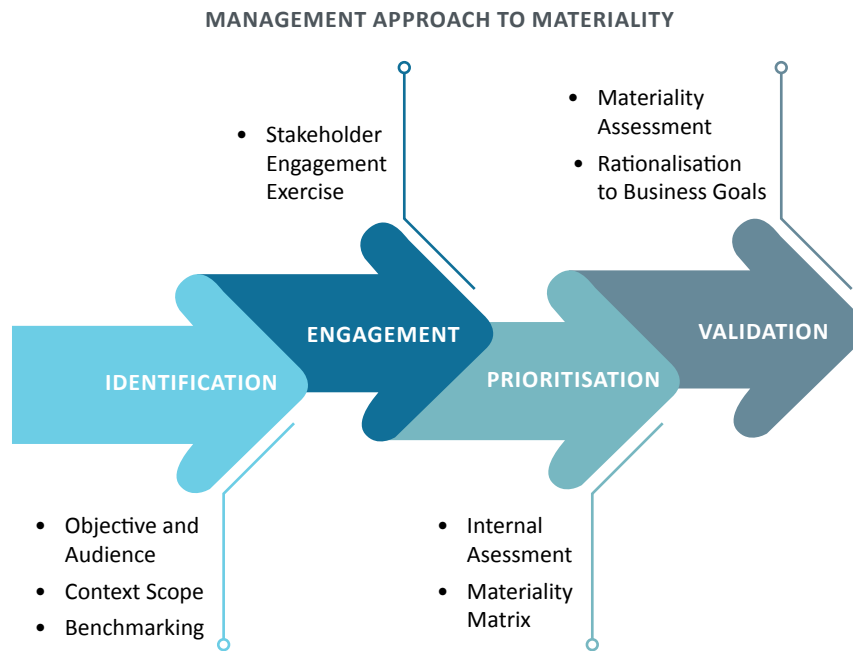 MANAGEMENT APPROACH TO MATERIALITY
• Stakeholder
Engagement
Exercise
• Materiality
Assessment
• Rationalisation
to Business Goals
IDENTIFICATION
ENGAGEMENT
PRIORITISATION
VALIDATION
• Objective and
Audience
• Context Scope
• Benchmarking
• Internal
Asessment
• Materiality
Matrix